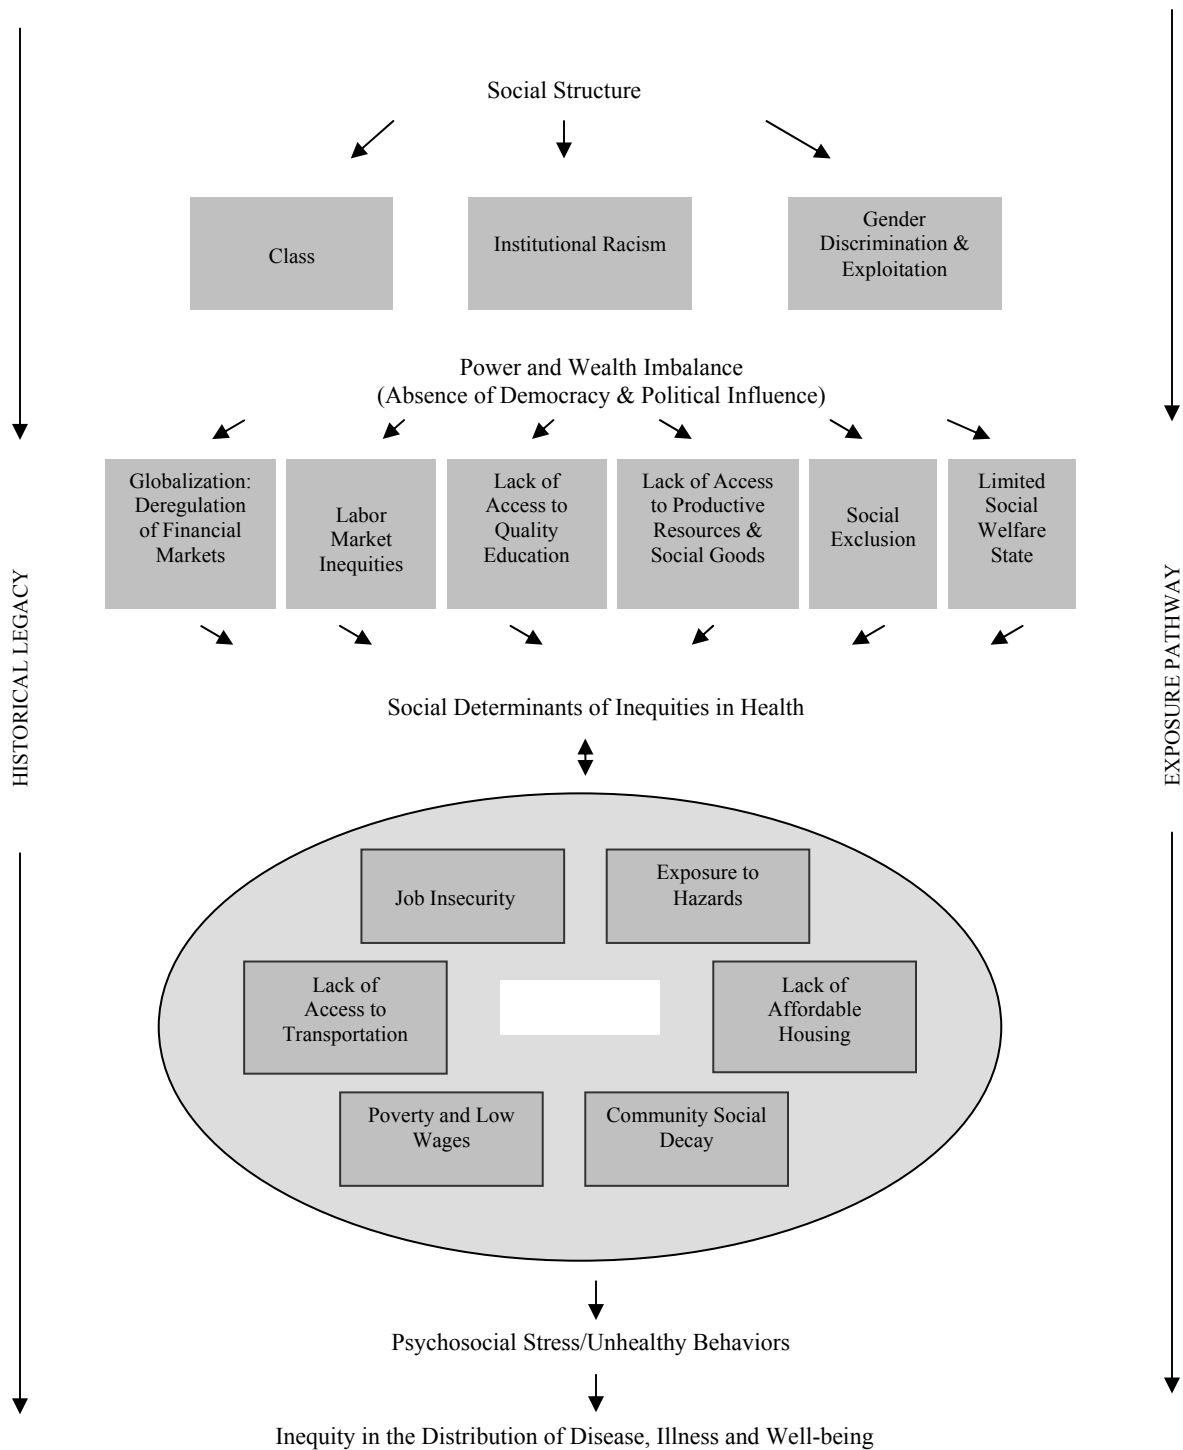 Social Structure
Class
Institutional Racism
Gender
Discrimination &
Exploitation
Power and Wealth Imbalance
(Absence of Democracy & Political Influence)
Globalization:
Deregulation
of Financial
Markets
Labor
Market
Inequities
Lack of
Access to
Quality
Education
Lack of Access
to Productive
Resources &
Social Goods
Social
Exclusion
Limited
Social
Welfare
State
HISTORICAL LEGACY
EXPOSURE PATHWAY
Social Determinants of Inequities in Health
Job Insecurity
Exposure to
Hazards
Lack of
Access to
Transportation
Lack of
Affordable
Housing
Poverty and Low
Wages
Community Social
Decay
Psychosocial Stress/Unhealthy Behaviors
Inequity in the Distribution of Disease, Illness and Well-being